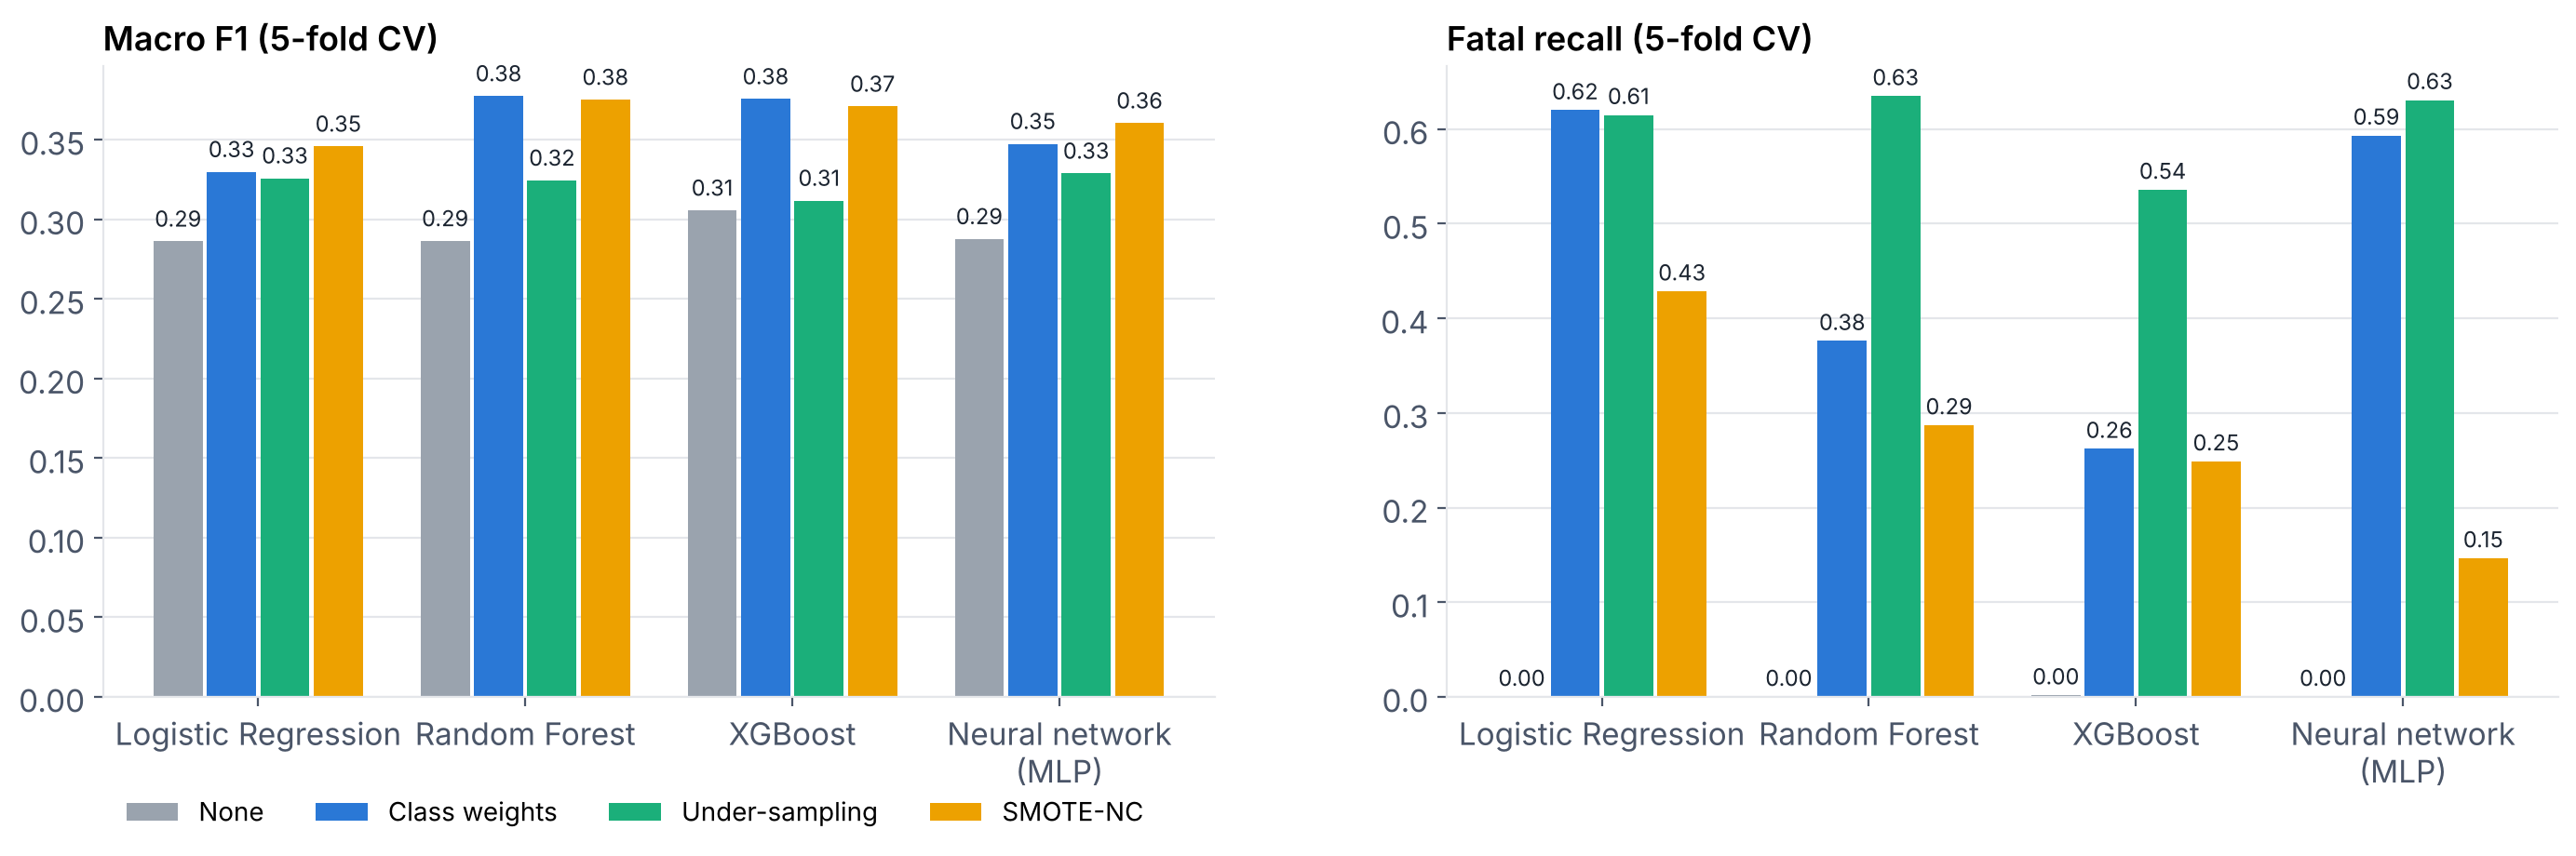 Macro F1 (5-fold CV)
0.35
0.30
0.25
0.20
0.15
0.10
0.05
0.00
0.29 0.33 0.33 0.35
0.29 0.38 0.32 0.38
0.31 0.38 0.31 0.37
0.29 0.35 0.33 0.36
Logistic Regression
Random Forest
XGBoost
Neural network
(MLP)
None
Class weights
Under-sampling
SMOTE-NC
Fatal recall (5-fold CV)
0.6
0.5
0.4
0.3
0.2
0.1
0.0
0.00 0.62 0.61 0.43
0.00 0.38 0.63 0.29
0.00 0.26 0.54 0.25
0.00 0.59 0.63 0.15
Logistic Regression
Random Forest
XGBoost
Neural network
(MLP)